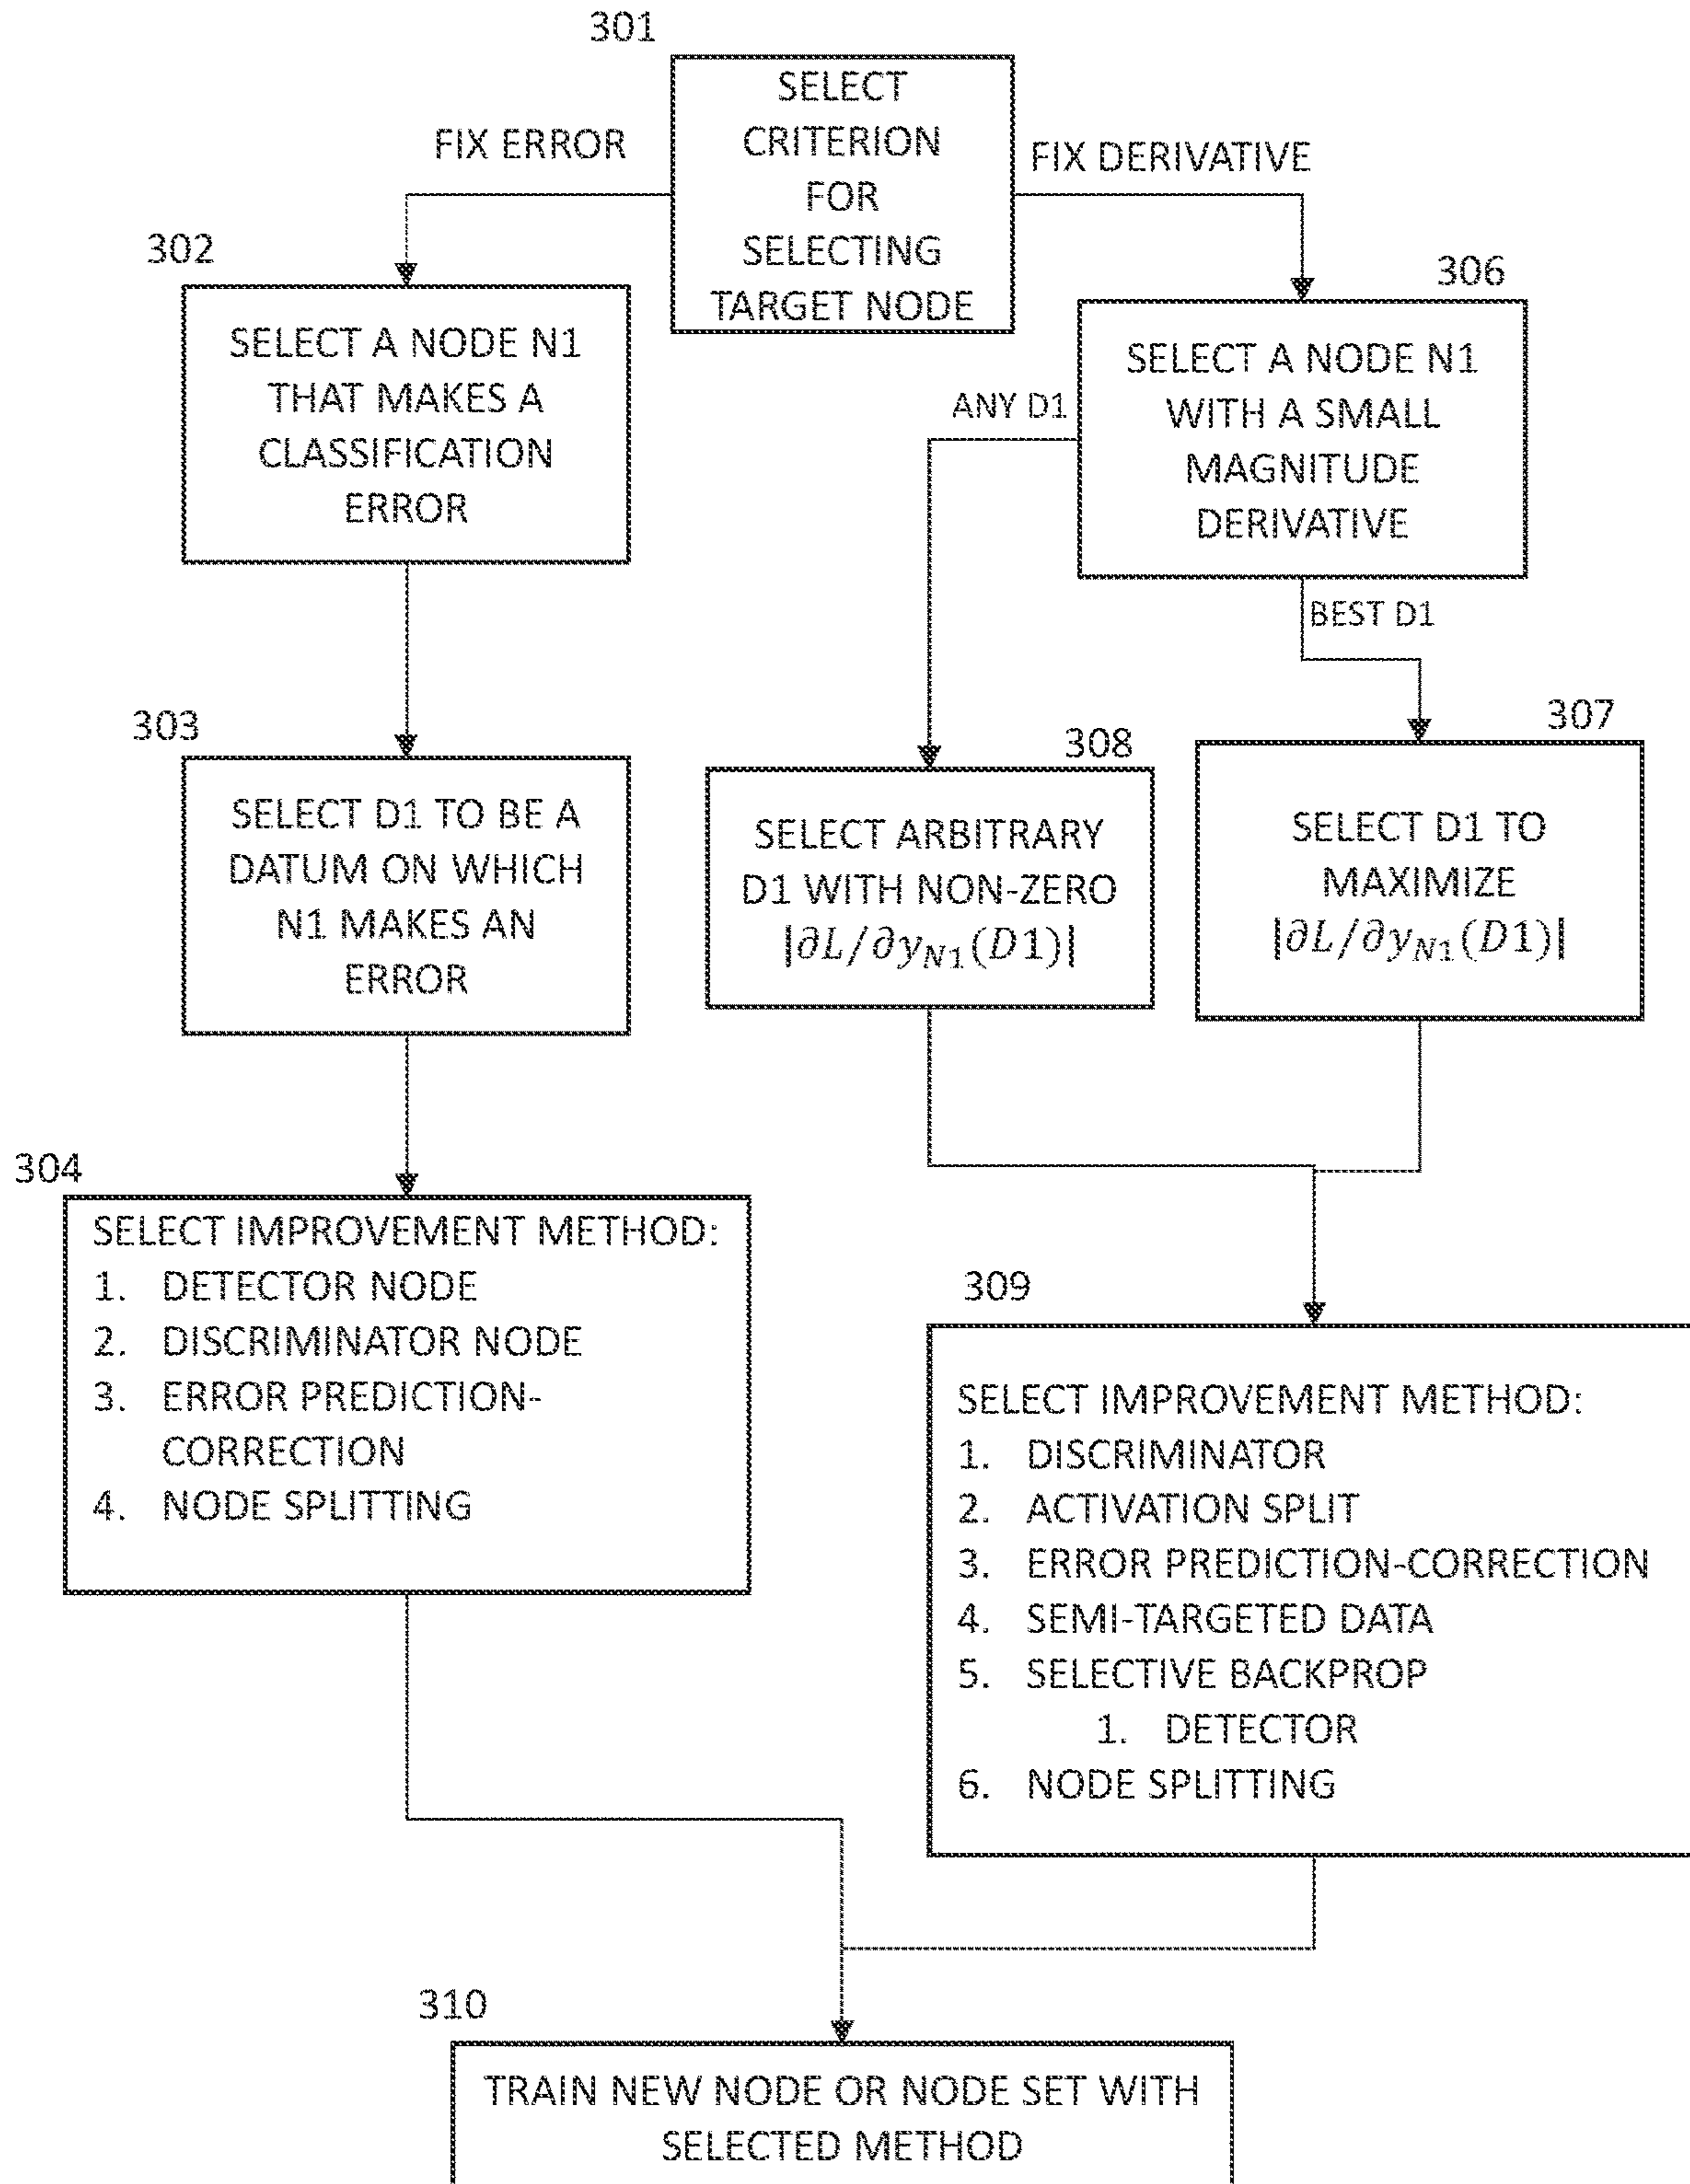 301
SELECT
CRITERION
FOR
SELECTING
TARGET NODE
FIX ERROR
FIX DERIVATIVE
302
SELECT A NODE N1
THAT MAKES A
CLASSIFICATION
ERROR
306
SELECT A NODE N1
WITH A SMALL
MAGNITUDE
DERIVATIVE
ANY D1
BEST D1
303
SELECT D1 TO BE A
DATUM ON WHICH
N1 MAKES AN
ERROR
308
SELECT ARBITRARY
D1 WITH NON-ZERO
|∂L/∂y_{N1}(D1)|
307
SELECT D1 TO
MAXIMIZE
|∂L/∂y_{N1}(D1)|
304
SELECT IMPROVEMENT METHOD:
1. DETECTOR NODE
2. DISCRIMINATOR NODE
3. ERROR PREDICTION-
CORRECTION
4. NODE SPLITTING
309
SELECT IMPROVEMENT METHOD:
1. DISCRIMINATOR
2. ACTIVATION SPLIT
3. ERROR PREDICTION-CORRECTION
4. SEMI-TARGETED DATA
5. SELECTIVE BACKPROP
1. DETECTOR
6. NODE SPLITTING
310
TRAIN NEW NODE OR NODE SET WITH
SELECTED METHOD